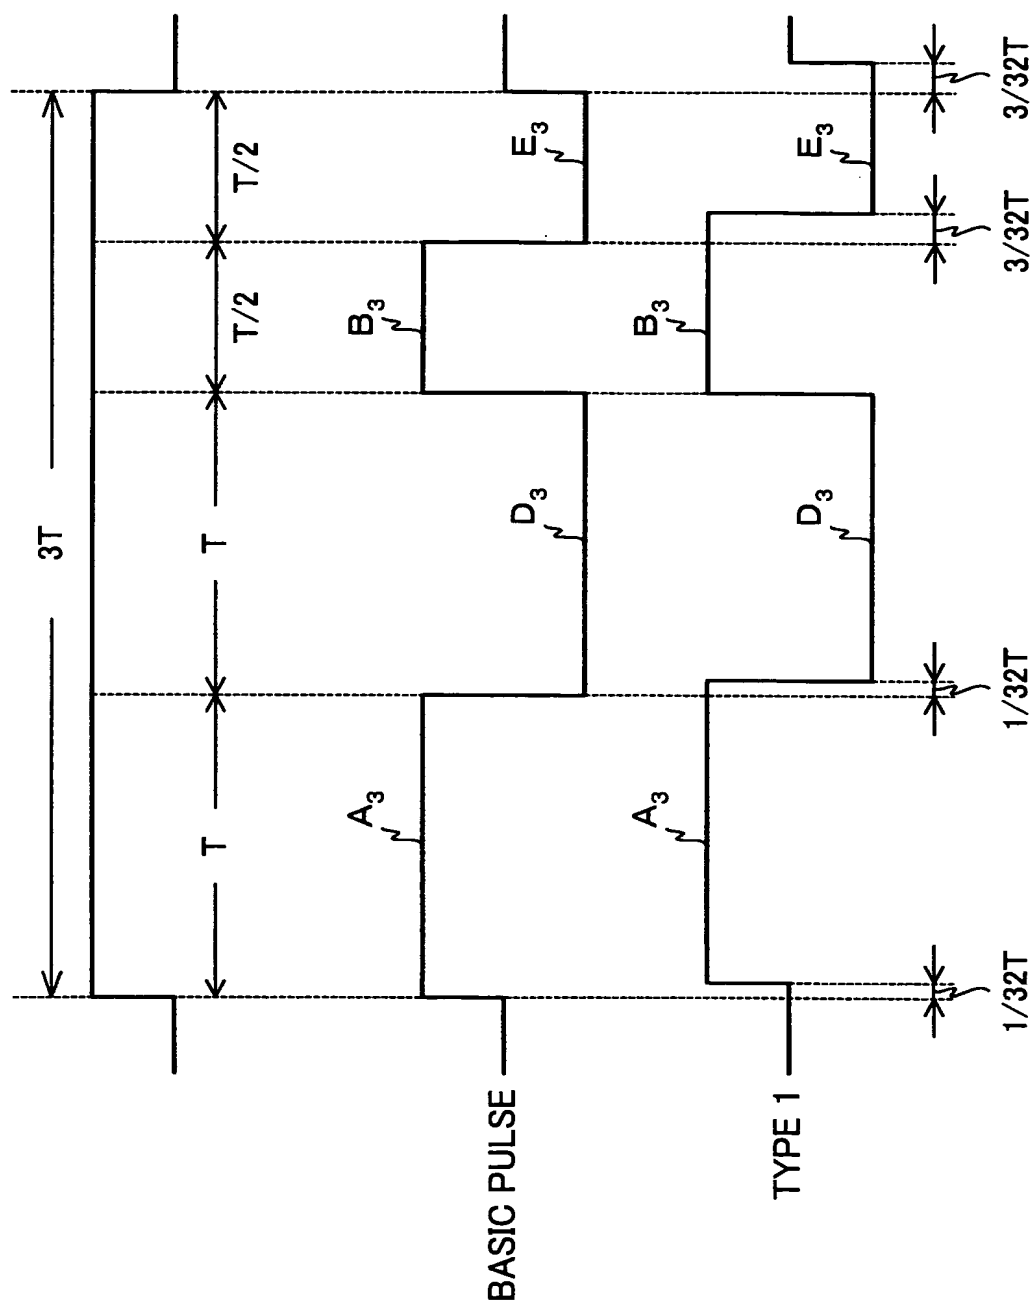 3T
T
T
T/2
T/2
BASIC PULSE
A3
D3
B3
E3
TYPE 1
A3
D3
B3
E3
1/32T
1/32T
3/32T
3/32T